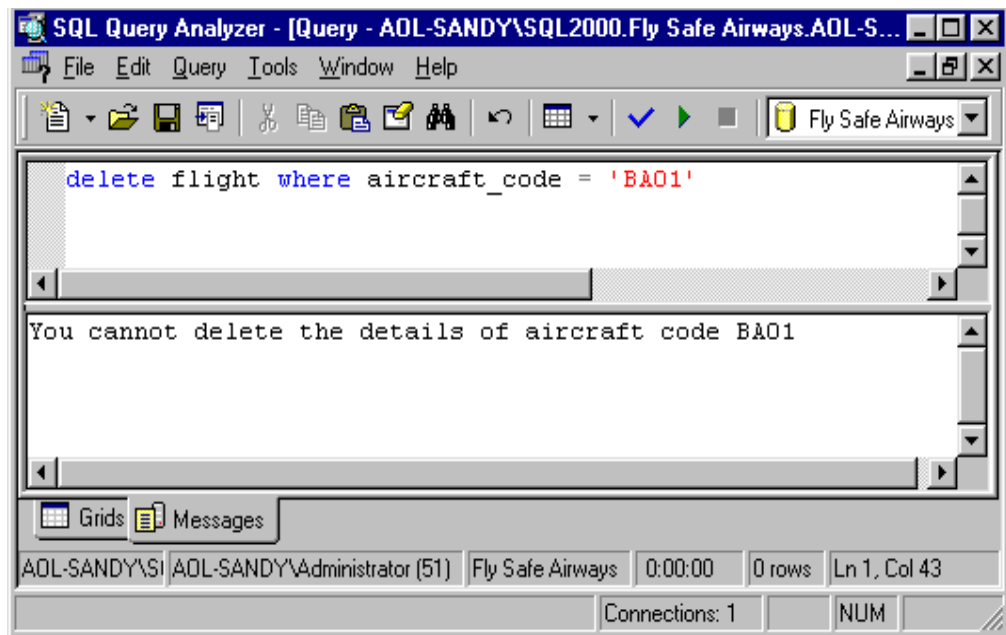 SQL Query Analyzer - [Query - AOL-SANDY\SQL2000.Fly Safe Airways.AOL-S...
File Edit Query Tools Window Help
Fly Safe Airways
delete flight where aircraft_code = 'BA01'
You cannot delete the details of aircraft code BA01
Grids Messages
AOL-SANDY\S AOL-SANDY\Administrator (51) Fly Safe Airways 0:00:00 0 rows Ln 1, Col 43
Connections: 1 NUM